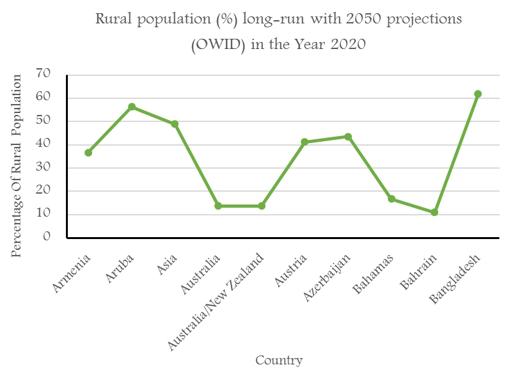 Rural population (%) long-run with 2050 projections
(OWID) in the Year 2020
Percentage Of Rural Population
70
60
50
40
30
20
10
0
Armenia
Aruba
Asia
Australia
Australia/New Zealand
Austria
Azerbaijan
Bahamas
Bahrain
Bangladesh
Country